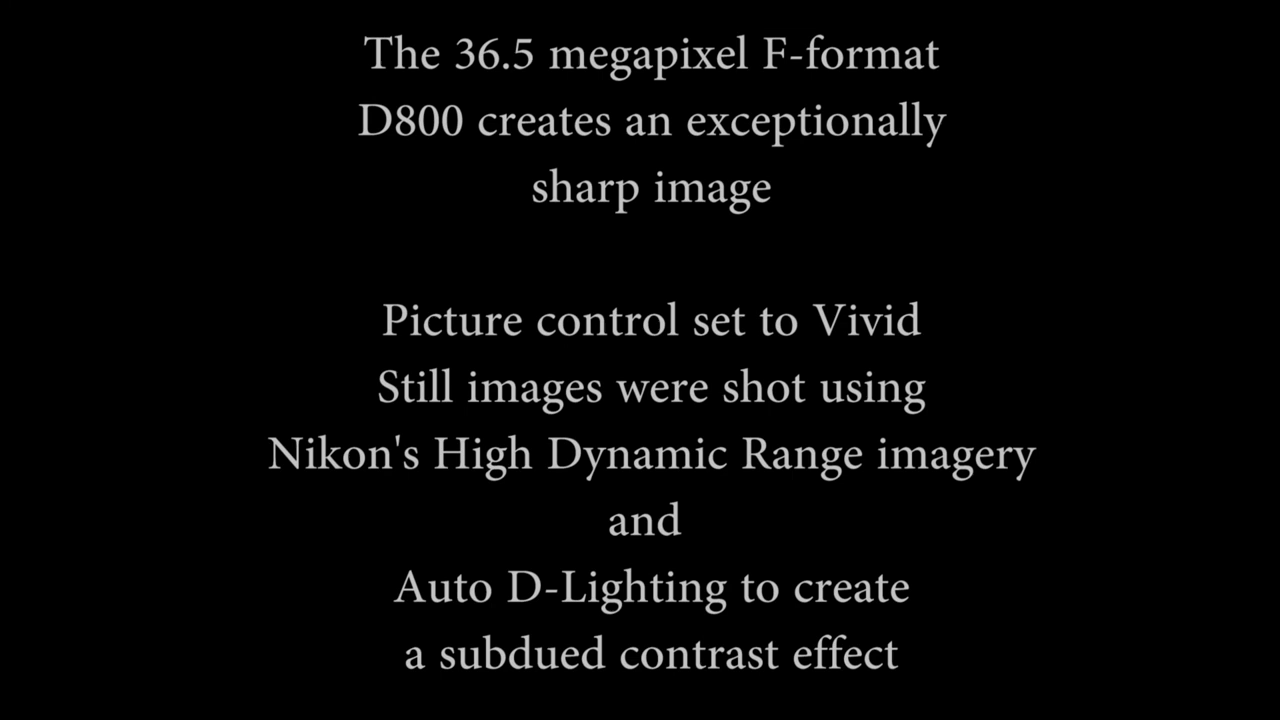 The 36.5 megapixel F-format
D800 creates an exceptionally
sharp image
Picture control set to Vivid
Still images were shot using
Nikon's High Dynamic Range imagery
and
Auto D-Lighting to create
a subdued contrast effect